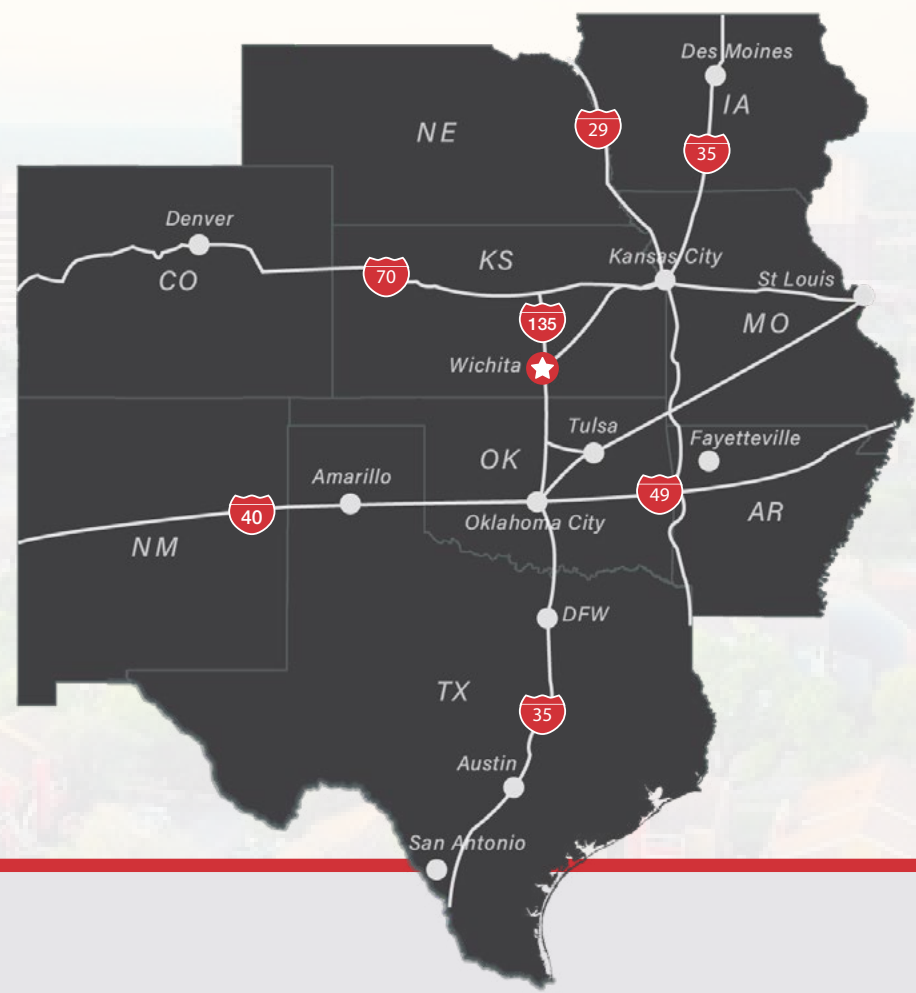 Des Moines
IA
NE
29
35
Denver
CO
70
KS
Kansas City
St Louis
MO
135
Wichita
Tulsa
Fayetteville
OK
Amarillo
40
49
NM
Oklahoma City
AR
DFW
TX
35
Austin
San Antonio